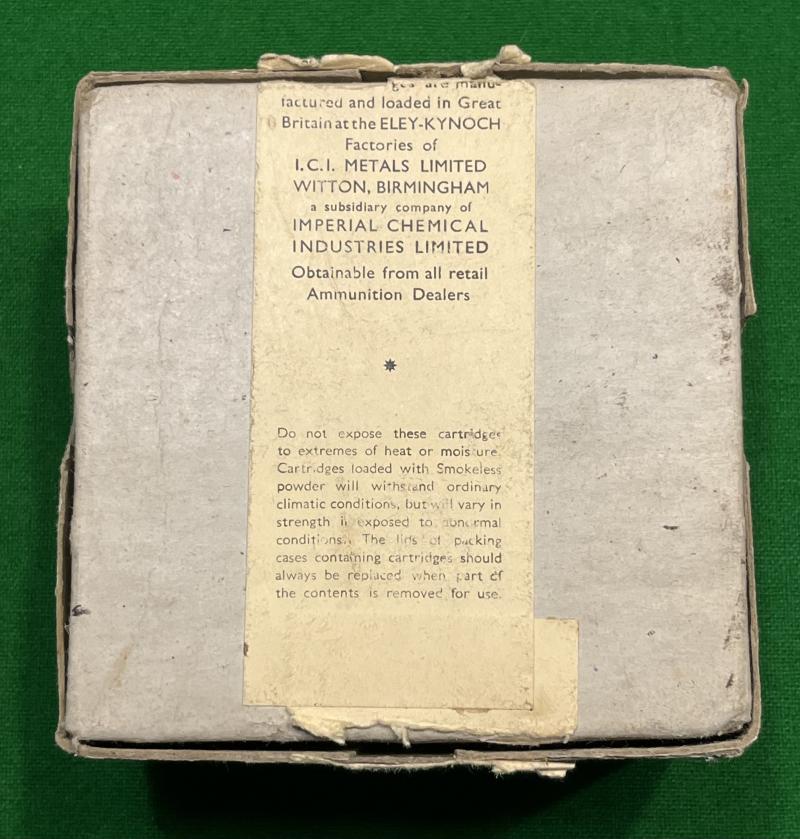 are manu-
factured and loaded in Great
Britain at the ELEY-KYNOCH
Factories of
I.C.I. METALS LIMITED
WITTON, BIRMINGHAM
a subsidiary company of
IMPERIAL CHEMICAL
INDUSTRIES LIMITED
Obtainable from all retail
Ammunition Dealers
Do not expose these cartridges
to extremes of heat or moisture.
Cartridges loaded with Smokeless
powder will withstand ordinary
climatic conditions, but will vary in
strength if exposed to abnormal
conditions. The lids of packing
cases containing cartridges should
always be replaced when part of
the contents is removed for use.